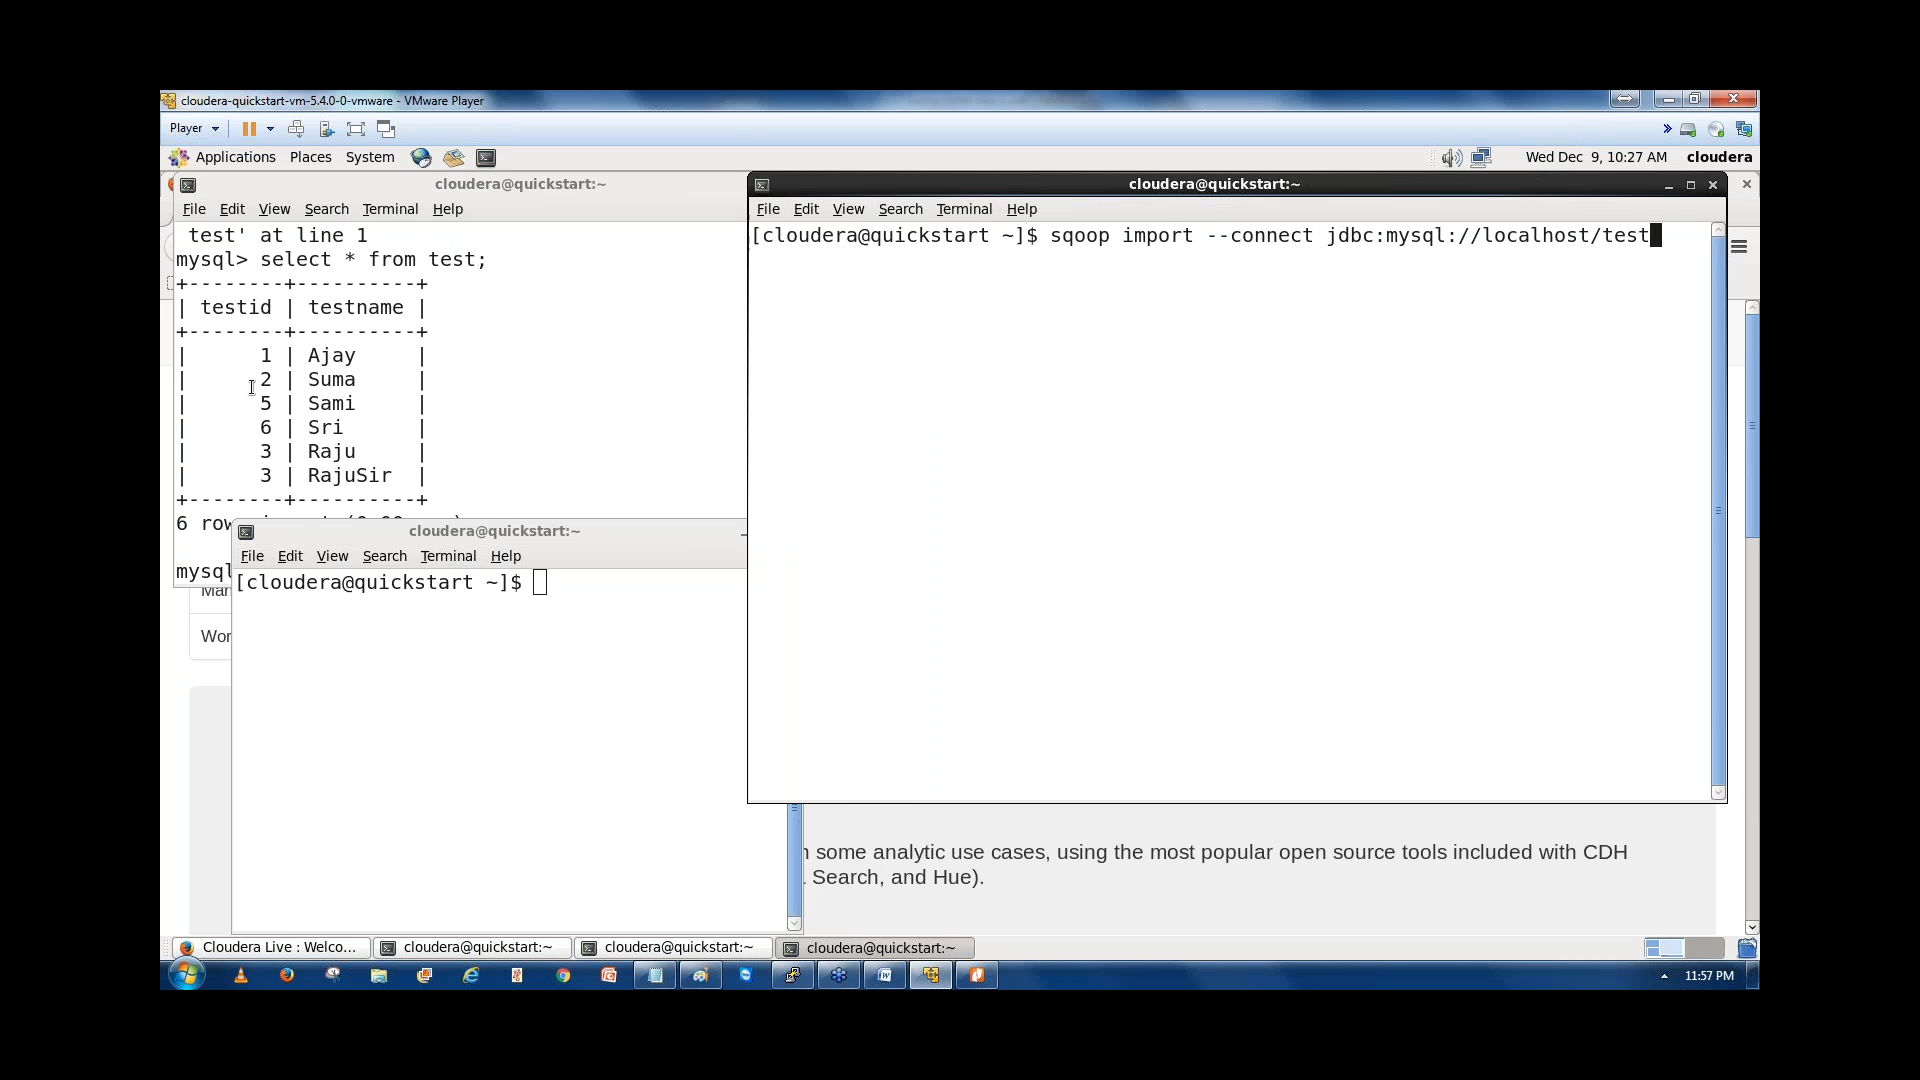 cloudera-quickstart-vm-5.4.0-0-vmware - VMware Player
Player
Applications Places System
Wed Dec 9, 10:27 AM cloudera
cloudera@quickstart:~
File Edit View Search Terminal Help
test' at line 1
mysql> select * from test;
+--------+----------+
| testid | testname |
+--------+----------+
| 1 | Ajay |
| 2 | Suma |
| 5 | Sami |
| 6 | Sri |
| 3 | Raju |
| 3 | RajuSir |
+--------+----------+
6
mysql
cloudera@quickstart:~
File Edit View Search Terminal Help
[cloudera@quickstart ~]$ sqoop import --connect jdbc:mysql://localhost/test
cloudera@quickstart:~
File Edit View Search Terminal Help
[cloudera@quickstart ~]$
some analytic use cases, using the most popular open source tools included with CDH
Search, and Hue).
Cloudera Live : Welco... cloudera@quickstart:~ cloudera@quickstart:~ cloudera@quickstart:~
11:57 PM